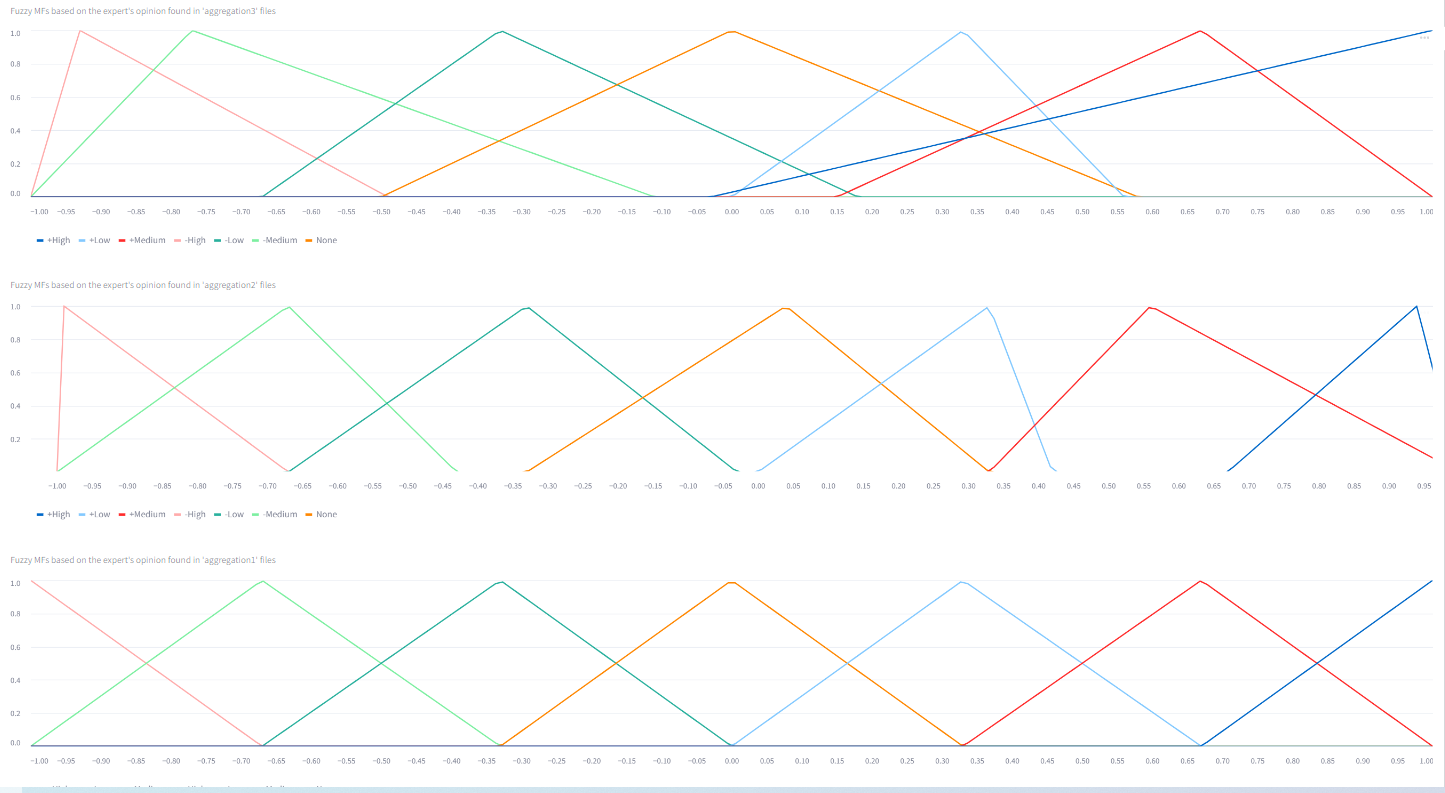 Fuzzy MFs based on the expert's opinion found in 'aggregation3' files
1.0
0.8
0.6
0.4
0.2
0.0
−1.00 −0.95 −0.90 −0.85 −0.80 −0.75 −0.70 −0.65 −0.60 −0.55 −0.50 −0.45 −0.40 −0.35 −0.30 −0.25 −0.20 −0.15 −0.10 −0.05 0.00 0.05 0.10 0.15 0.20 0.25 0.30 0.35 0.40 0.45 0.50 0.55 0.60 0.65 0.70 0.75 0.80 0.85 0.90 0.95 1.00
+High +Low +Medium -High -Low -Medium None
Fuzzy MFs based on the expert's opinion found in 'aggregation2' files
1.0
0.8
0.6
0.4
0.2
−1.00 −0.95 −0.90 −0.85 −0.80 −0.75 −0.70 −0.65 −0.60 −0.55 −0.50 −0.45 −0.40 −0.35 −0.30 −0.25 −0.20 −0.15 −0.10 −0.05 0.00 0.05 0.10 0.15 0.20 0.25 0.30 0.35 0.40 0.45 0.50 0.55 0.60 0.65 0.70 0.75 0.80 0.85 0.90 0.95
+High +Low +Medium -High -Low -Medium None
Fuzzy MFs based on the expert's opinion found in 'aggregation1' files
1.0
0.8
0.6
0.4
0.2
0.0
−1.00 −0.95 −0.90 −0.85 −0.80 −0.75 −0.70 −0.65 −0.60 −0.55 −0.50 −0.45 −0.40 −0.35 −0.30 −0.25 −0.20 −0.15 −0.10 −0.05 0.00 0.05 0.10 0.15 0.20 0.25 0.30 0.35 0.40 0.45 0.50 0.55 0.60 0.65 0.70 0.75 0.80 0.85 0.90 0.95 1.00